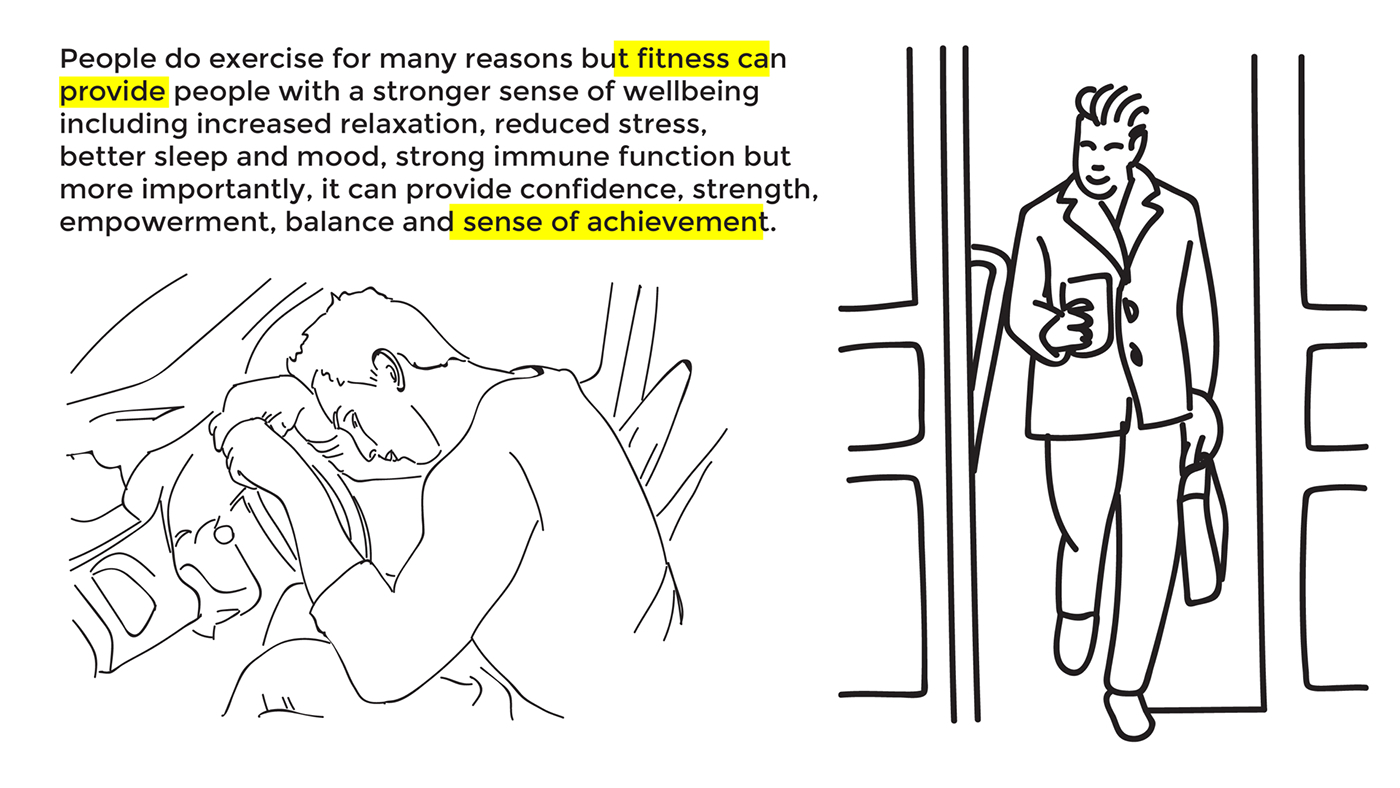 People do exercise for many reasons but fitness can
provide people with a stronger sense of wellbeing
including increased relaxation, reduced stress,
better sleep and mood, strong immune function but
more importantly, it can provide confidence, strength,
empowerment, balance and sense of achievement.